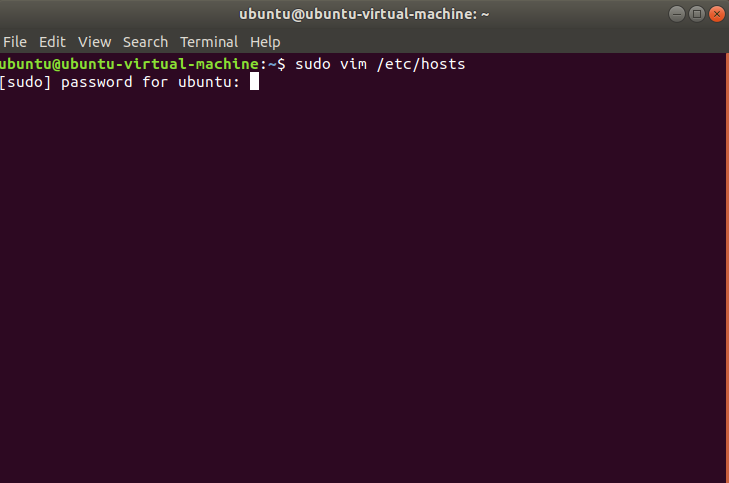 ubuntu@ubuntu-virtual-machine: ~
File Edit View Search Terminal Help
ubuntu@ubuntu-virtual-machine:~$ sudo vim /etc/hosts
[sudo] password for ubuntu: